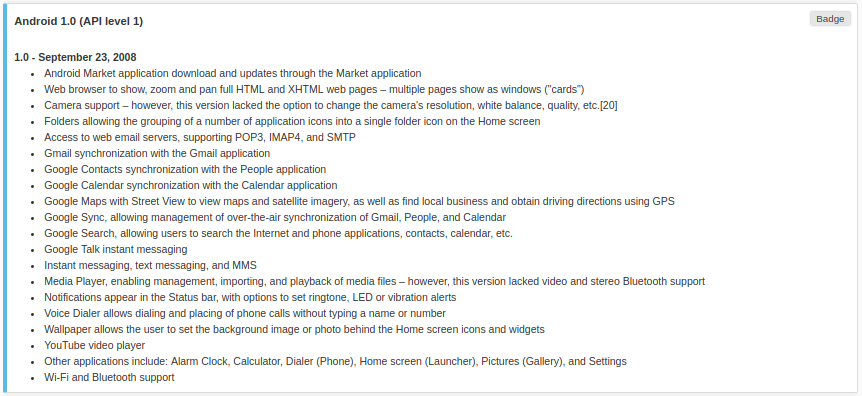 Android 1.0 (API level 1)
Badge
1.0 - September 23, 2008
Android Market application download and updates through the Market application
Web browser to show, zoom and pan full HTML and XHTML web pages – multiple pages show as windows ("cards")
Camera support – however, this version lacked the option to change the camera's resolution, white balance, quality, etc.[20]
Folders allowing the grouping of a number of application icons into a single folder icon on the Home screen
Access to web email servers, supporting POP3, IMAP4, and SMTP
Gmail synchronization with the Gmail application
Google Contacts synchronization with the People application
Google Calendar synchronization with the Calendar application
Google Maps with Street View to view maps and satellite imagery, as well as find local business and obtain driving directions using GPS
Google Sync, allowing management of over-the-air synchronization of Gmail, People, and Calendar
Google Search, allowing users to search the Internet and phone applications, contacts, calendar, etc.
Google Talk instant messaging
Instant messaging, text messaging, and MMS
Media Player, enabling management, importing, and playback of media files – however, this version lacked video and stereo Bluetooth support
Notifications appear in the Status bar, with options to set ringtone, LED or vibration alerts
Voice Dialer allows dialing and placing of phone calls without typing a name or number
Wallpaper allows the user to set the background image or photo behind the Home screen icons and widgets
YouTube video player
Other applications include: Alarm Clock, Calculator, Dialer (Phone), Home screen (Launcher), Pictures (Gallery), and Settings
Wi-Fi and Bluetooth support